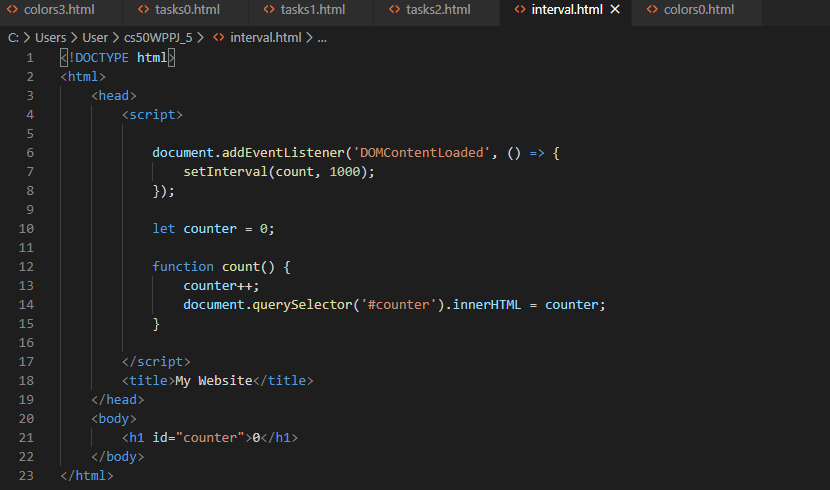 colors3.html tasks0.html tasks1.html tasks2.html interval.html × colors0.html
C: > Users > User > cs50WPPJ_5 > interval.html > ...
1 <!DOCTYPE html>
2 <html>
3 <head>
4 <script>
5
6 document.addEventListener('DOMContentLoaded', () => {
7 setInterval(count, 1000);
8 });
9
10 let counter = 0;
11
12 function count() {
13 counter++;
14 document.querySelector('#counter').innerHTML = counter;
15 }
16
17 </script>
18 <title>My Website</title>
19 </head>
20 <body>
21 <h1 id="counter">0</h1>
22 </body>
23 </html>